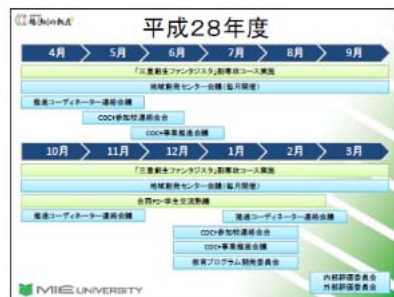 平成28年度
4月 5月 6月 7月 8月 9月
「三重創生ファンタジスタ」副専攻コース実施
地域創発センター会議(毎月開催)
推進コーディネーター連絡会議
COC+参加校連絡会合
COC+事業推進会議
10月 11月 12月 1月 2月 3月
「三重創生ファンタジスタ」副専攻コース実施
地域創発センター会議(毎月開催)
合同FD・学生交流熟議
推進コーディネーター連絡会議 推進コーディネーター連絡会議
COC+参加校連絡会合
COC+事業推進会議
教育プログラム開発委員会
内部評価委員会
外部評価委員会
MIE UNIVERSITY